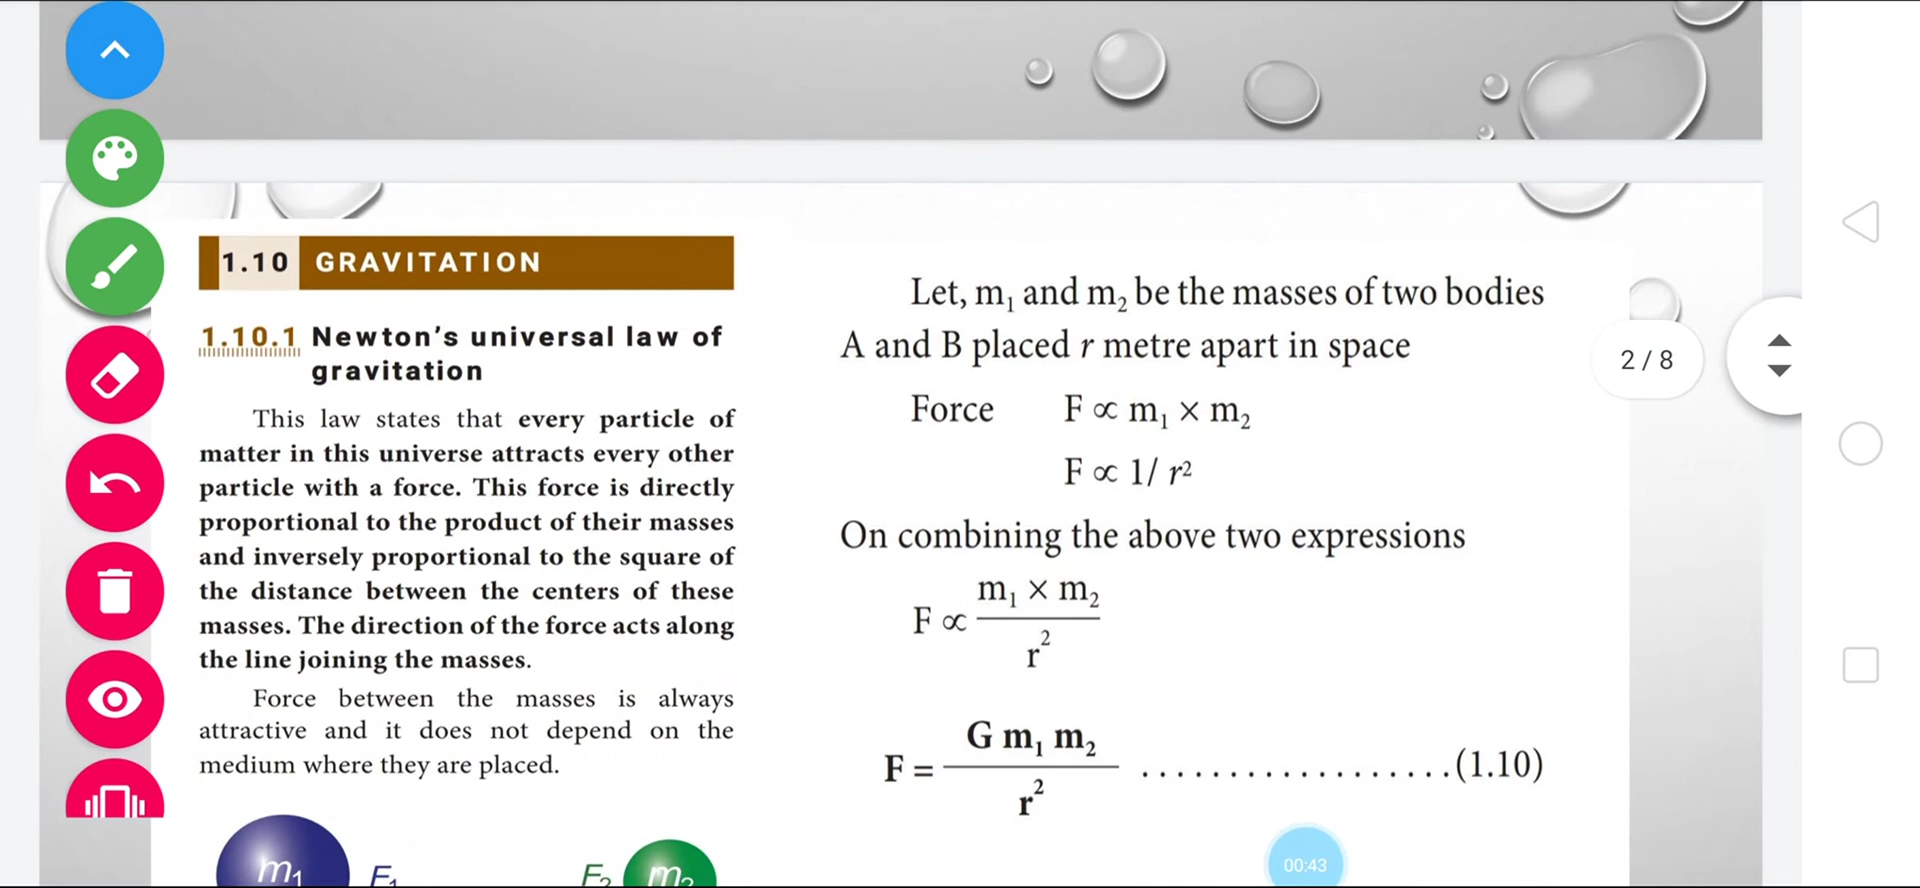 1.10 GRAVITATION
1.10.1 Newton’s universal law of
gravitation
This law states that every particle of
matter in this universe attracts every other
particle with a force. This force is directly
proportional to the product of their masses
and inversely proportional to the square of
the distance between the centers of these
masses. The direction of the force acts along
the line joining the masses.
Force between the masses is always
attractive and it does not depend on the
medium where they are placed.
m₁ F₁ F₂ m₂
Let, m₁ and m₂ be the masses of two bodies
A and B placed r metre apart in space
Force F ∝ m₁ × m₂
F ∝ 1/ r²
On combining the above two expressions
F ∝ m₁ × m₂ / r²
F = G m₁ m₂ / r² ..................(1.10)
2 / 8
00:43